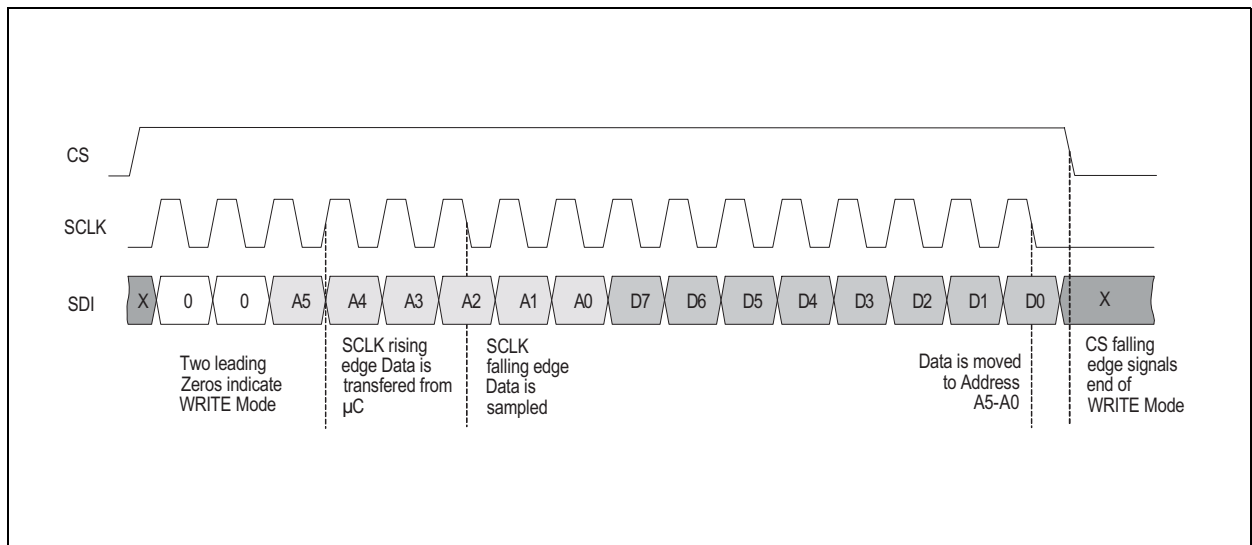 CS
SCLK
SDI
X 0 0 A5 A4 A3 A2 A1 A0 D7 D6 D5 D4 D3 D2 D1 D0 X
Two leading
Zeros indicate
WRITE Mode
SCLK rising
edge Data is
transfered from
µC
SCLK
falling edge
Data is
sampled
Data is moved
to Address
A5-A0
CS falling
edge signals
end of
WRITE Mode